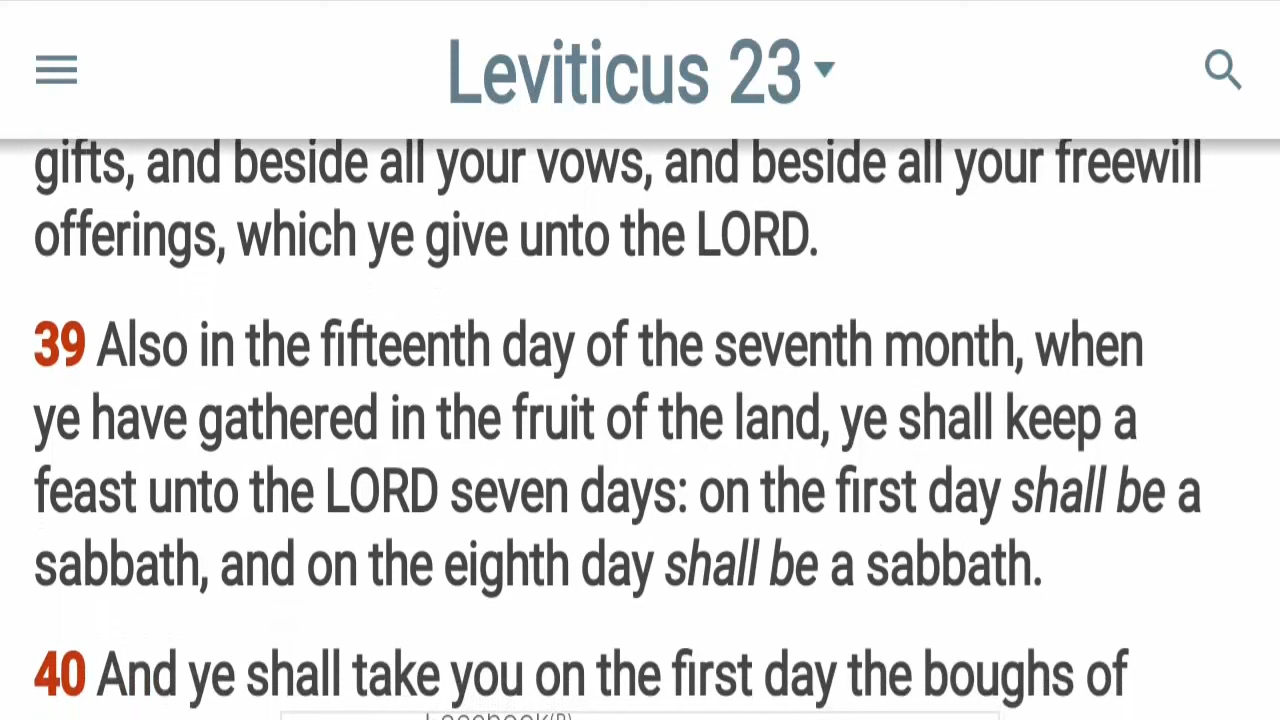 Leviticus 23
gifts, and beside all your vows, and beside all your freewill
offerings, which ye give unto the LORD.
39 Also in the fifteenth day of the seventh month, when
ye have gathered in the fruit of the land, ye shall keep a
feast unto the LORD seven days: on the first day shall be a
sabbath, and on the eighth day shall be a sabbath.
40 And ye shall take you on the first day the boughs of